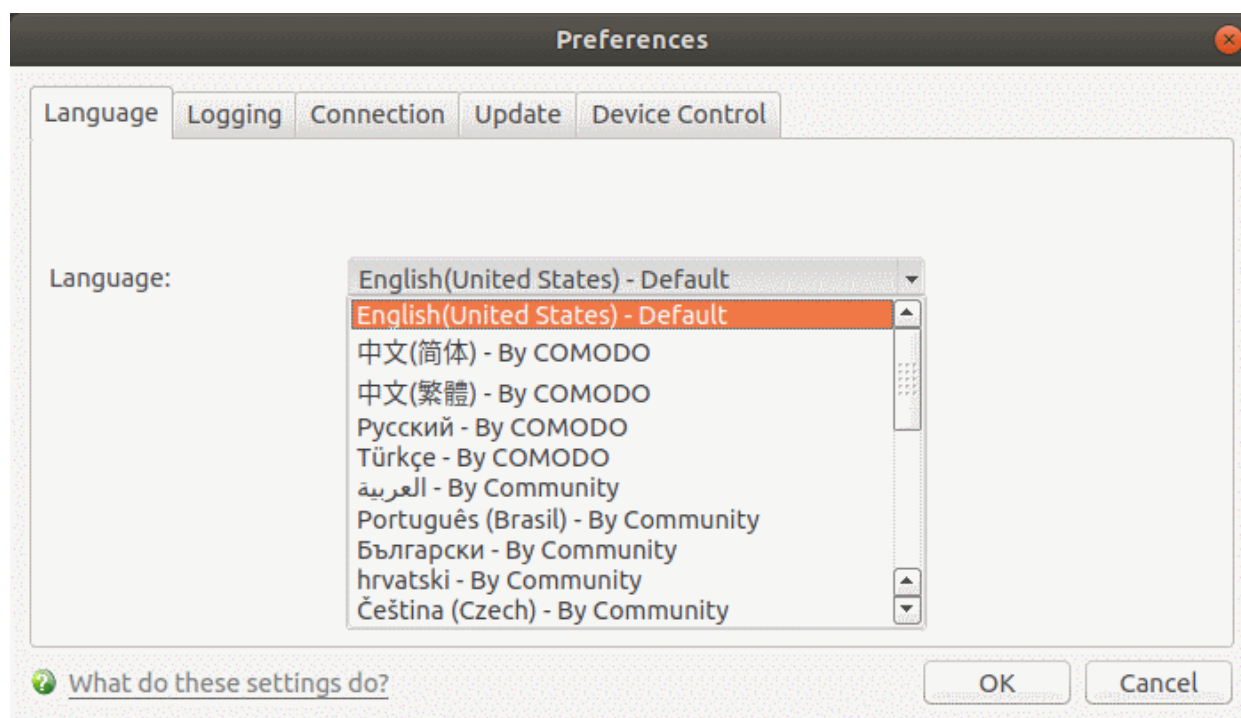 Preferences
Language Logging Connection Update Device Control
Language: English(United States) - Default
English(United States) - Default
中文(简体) - By COMODO
中文(繁體) - By COMODO
Русский - By COMODO
Türkçe - By COMODO
العربية - By Community
Português (Brasil) - By Community
Български - By Community
hrvatski - By Community
Čeština (Czech) - By Community
What do these settings do? OK Cancel